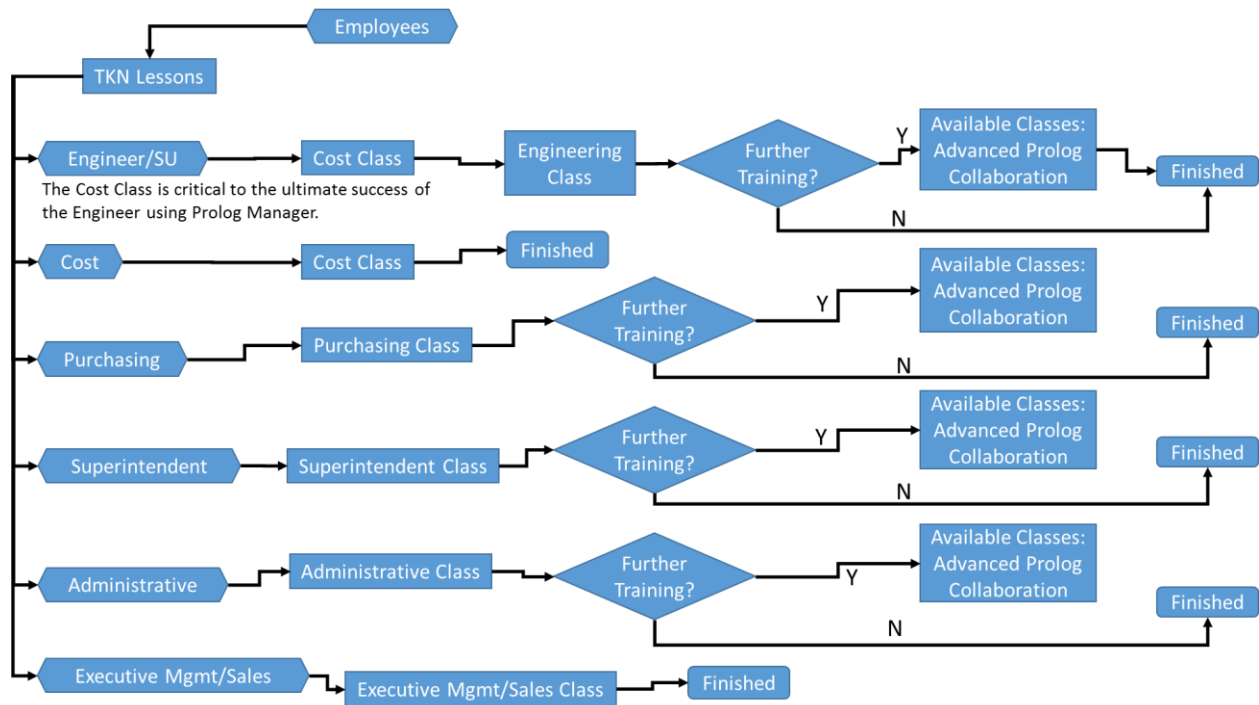 Employees
TKN Lessons
Engineer/SU
Cost Class
Engineering
Class
Further
Training?
Y
N
Available Classes:
Advanced Prolog
Collaboration
Finished
The Cost Class is critical to the ultimate success of
the Engineer using Prolog Manager.
Cost
Cost Class
Finished
Purchasing
Purchasing Class
Further
Training?
Y
N
Available Classes:
Advanced Prolog
Collaboration
Finished
Superintendent
Superintendent Class
Further
Training?
Y
N
Available Classes:
Advanced Prolog
Collaboration
Finished
Administrative
Administrative Class
Further
Training?
Y
N
Available Classes:
Advanced Prolog
Collaboration
Finished
Executive Mgmt/Sales
Executive Mgmt/Sales Class
Finished